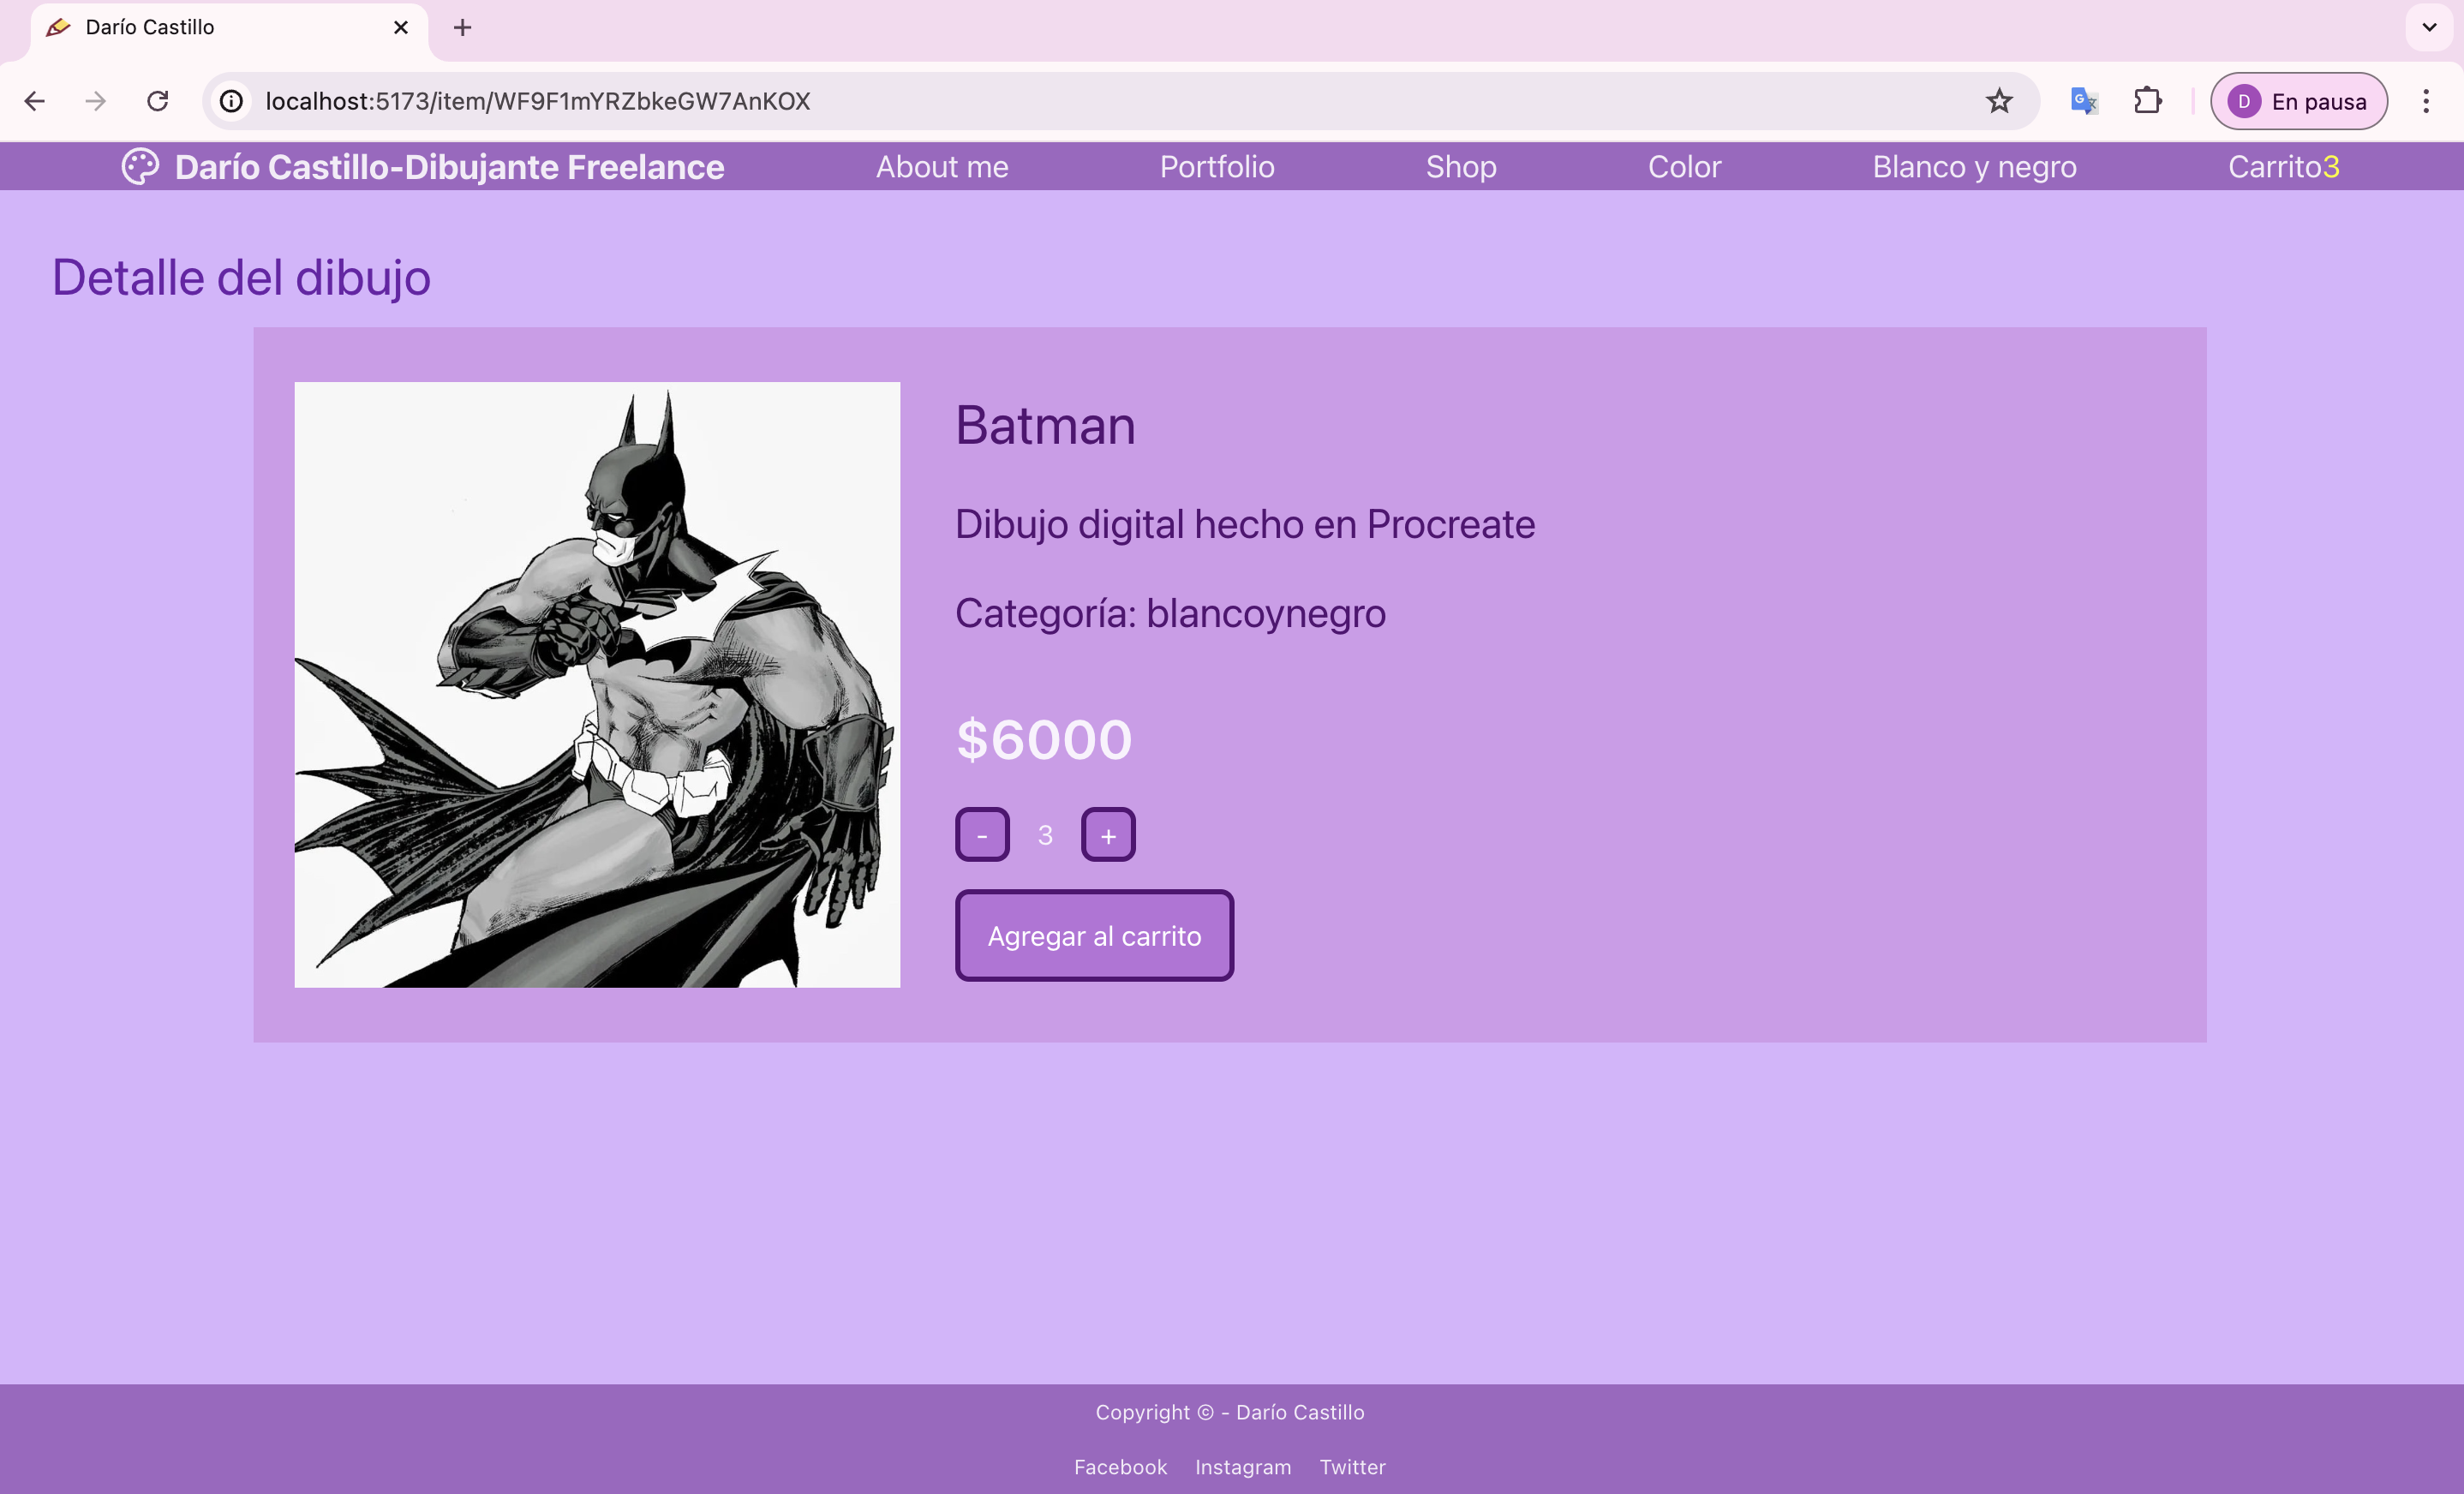 Darío Castillo
localhost:5173/item/WF9F1mYRZbkeGW7AnKOX
D En pausa
Darío Castillo-Dibujante Freelance About me Portfolio Shop Color Blanco y negro Carrito3
Detalle del dibujo
Batman
Dibujo digital hecho en Procreate
Categoría: blancoynegro
$6000
- 3 +
Agregar al carrito
Copyright © - Darío Castillo
Facebook Instagram Twitter